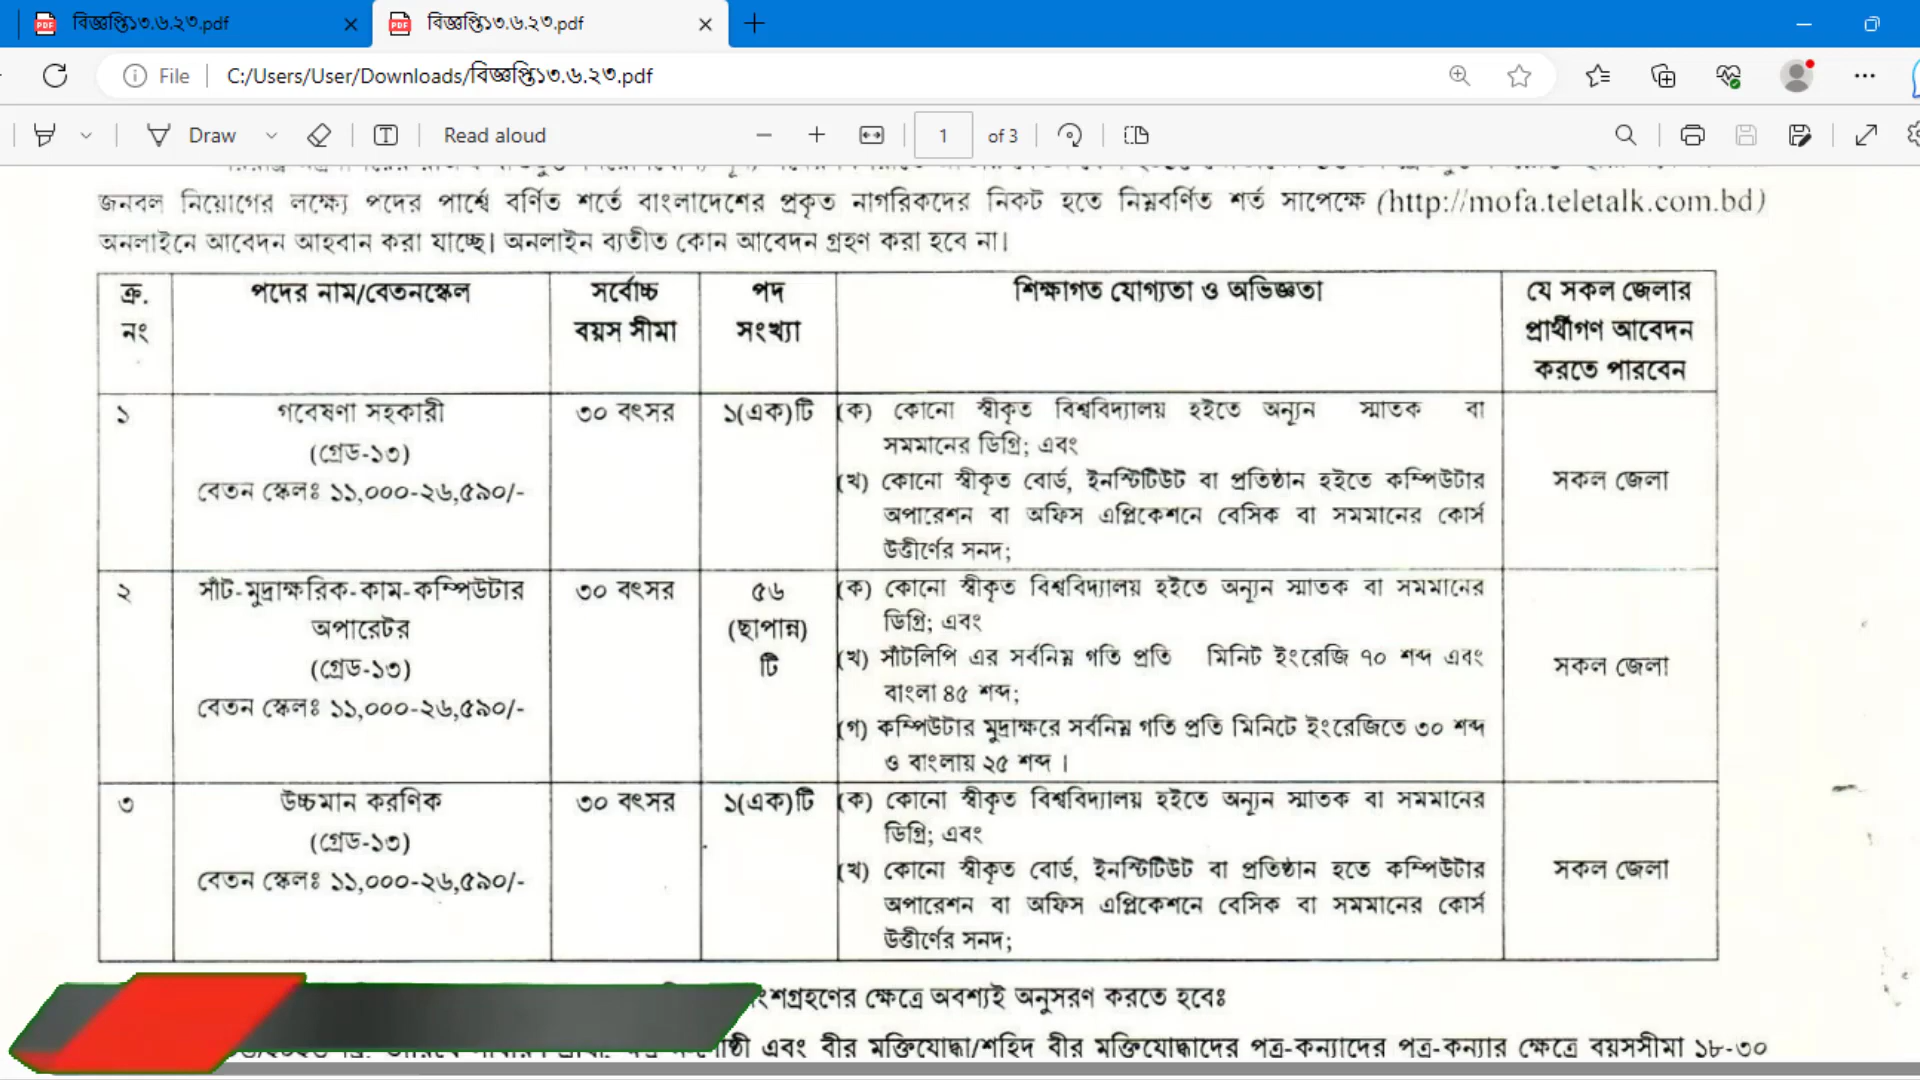 বিজ্ঞপ্তি১৩.৬.২৩.pdf
বিজ্ঞপ্তি১৩.৬.২৩.pdf
File
C:/Users/User/Downloads/বিজ্ঞপ্তি১৩.৬.২৩.pdf
Draw
Read aloud
1
of 3
জনবল নিয়োগের লক্ষ্যে পদের পার্শ্বে বর্ণিত শর্তে বাংলাদেশের প্রকৃত নাগরিকদের নিকট হতে নিম্নবর্ণিত শর্ত সাপেক্ষে (http://mofa.teletalk.com.bd)
অনলাইনে আবেদন আহবান করা যাচ্ছে। অনলাইন ব্যতীত কোন আবেদন গ্রহণ করা হবে না।
ক্র.
নং
পদের নাম/বেতনস্কেল
সর্বোচ্চ
বয়স সীমা
পদ
সংখ্যা
শিক্ষাগত যোগ্যতা ও অভিজ্ঞতা
যে সকল জেলার
প্রার্থীগণ আবেদন
করতে পারবেন
১
গবেষণা সহকারী
(গ্রেড-১৩)
বেতন স্কেলঃ ১১,০০০-২৬,৫৯০/-
৩০ বৎসর
১(এক)টি
(ক) কোনো স্বীকৃত বিশ্ববিদ্যালয় হইতে অন্যূন স্মাতক বা
সমমানের ডিগ্রি; এবং
(খ) কোনো স্বীকৃত বোর্ড, ইনস্টিটিউট বা প্রতিষ্ঠান হইতে কম্পিউটার
অপারেশন বা অফিস এপ্লিকেশনে বেসিক বা সমমানের কোর্স
উত্তীর্ণের সনদ;
সকল জেলা
২
সাঁট-মুদ্রাক্ষরিক-কাম-কম্পিউটার
অপারেটর
(গ্রেড-১৩)
বেতন স্কেলঃ ১১,০০০-২৬,৫৯০/-
৩০ বৎসর
৫৬
(ছাপান্ন)
টি
(ক) কোনো স্বীকৃত বিশ্ববিদ্যালয় হইতে অন্যূন স্মাতক বা সমমানের
ডিগ্রি; এবং
(খ) সাঁটলিপি এর সর্বনিম্ন গতি প্রতি মিনিট ইংরেজি ৭০ শব্দ এবং
বাংলা ৪৫ শব্দ;
(গ) কম্পিউটার মুদ্রাক্ষরে সর্বনিম্ন গতি প্রতি মিনিটে ইংরেজিতে ৩০ শব্দ
ও বাংলায় ২৫ শব্দ ।
সকল জেলা
৩
উচ্চমান করণিক
(গ্রেড-১৩)
বেতন স্কেলঃ ১১,০০০-২৬,৫৯০/-
৩০ বৎসর
১(এক)টি
(ক) কোনো স্বীকৃত বিশ্ববিদ্যালয় হইতে অন্যূন স্মাতক বা সমমানের
ডিগ্রি; এবং
(খ) কোনো স্বীকৃত বোর্ড, ইনস্টিটিউট বা প্রতিষ্ঠান হতে কম্পিউটার
অপারেশন বা অফিস এপ্লিকেশনে বেসিক বা সমমানের কোর্স
উত্তীর্ণের সনদ;
সকল জেলা
ংশগ্রহণের ক্ষেত্রে অবশ্যই অনুসরণ করতে হবেঃ
এবং বীর মুক্তিযোদ্ধা/শহিদ বীর মুক্তিযোদ্ধাদের পুত্র-কন্যাদের পুত্র-কন্যার ক্ষেত্রে বয়সসীমা ১৮-৩০